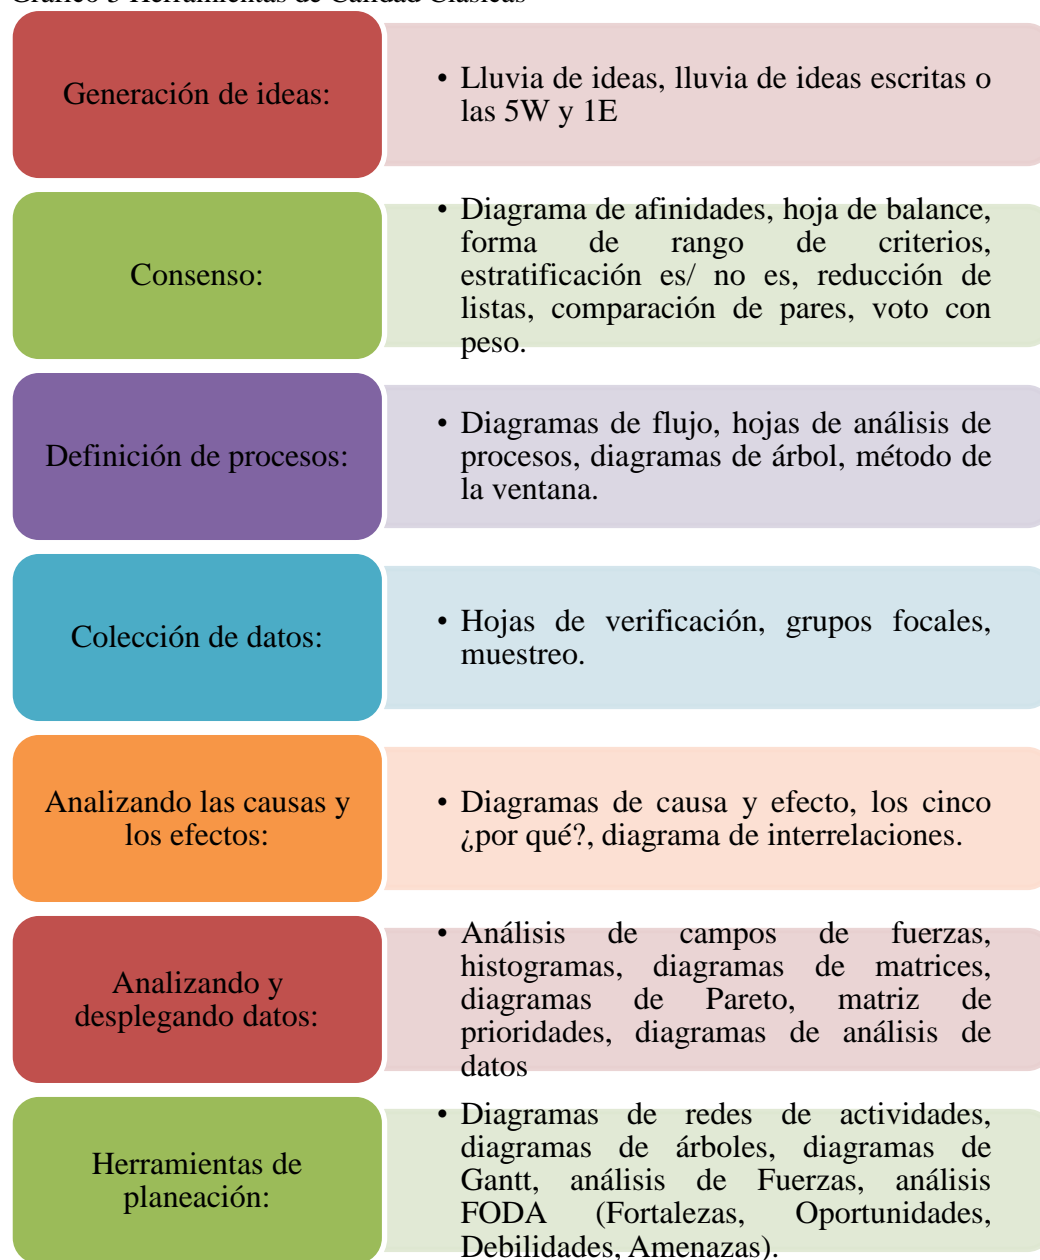 Gráfico 3 Herramientas de Calidad Clásicas
Generación de ideas:
• Lluvia de ideas, lluvia de ideas escritas o
las 5W y 1E
Consenso:
• Diagrama de afinidades, hoja de balance,
forma de rango de criterios,
estratificación es/ no es, reducción de
listas, comparación de pares, voto con
peso.
Definición de procesos:
• Diagramas de flujo, hojas de análisis de
procesos, diagramas de árbol, método de
la ventana.
Colección de datos:
• Hojas de verificación, grupos focales,
muestreo.
Analizando las causas y
los efectos:
• Diagramas de causa y efecto, los cinco
¿por qué?, diagrama de interrelaciones.
Analizando y
desplegando datos:
• Análisis de campos de fuerzas,
histogramas, diagramas de matrices,
diagramas de Pareto, matriz de
prioridades, diagramas de análisis de
datos
Herramientas de
planeación:
• Diagramas de redes de actividades,
diagramas de árboles, diagramas de
Gantt, análisis de Fuerzas, análisis
FODA (Fortalezas, Oportunidades,
Debilidades, Amenazas).